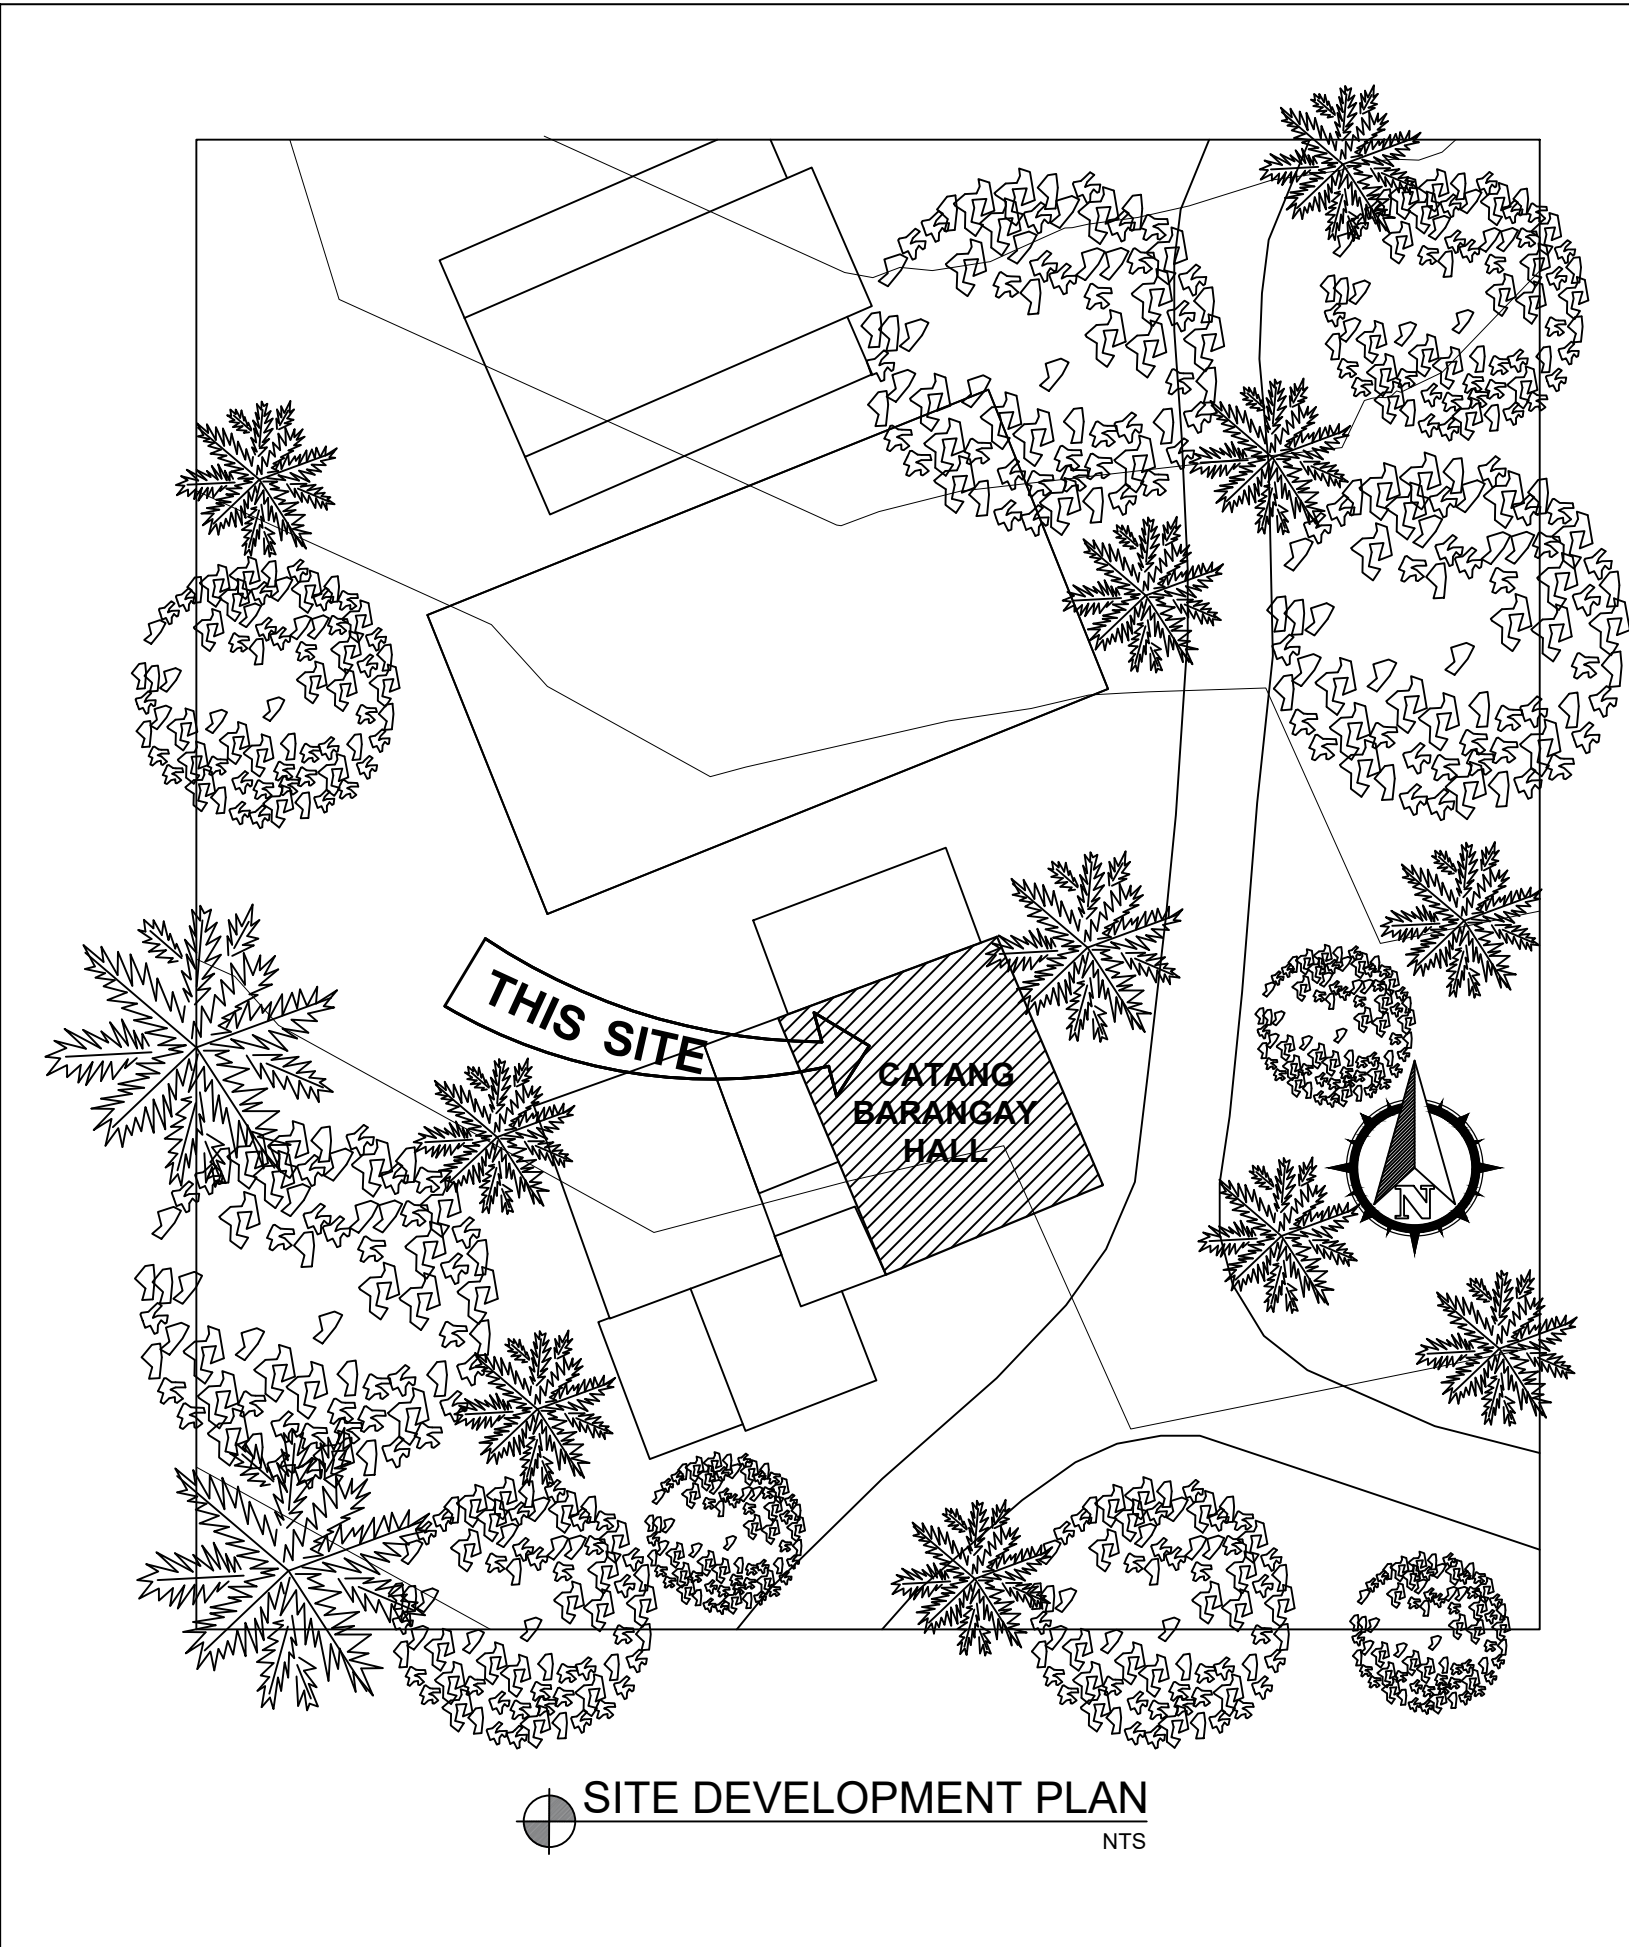 THIS SITE
CATANG
BARANGAY
HALL
N
SITE DEVELOPMENT PLAN
NTS